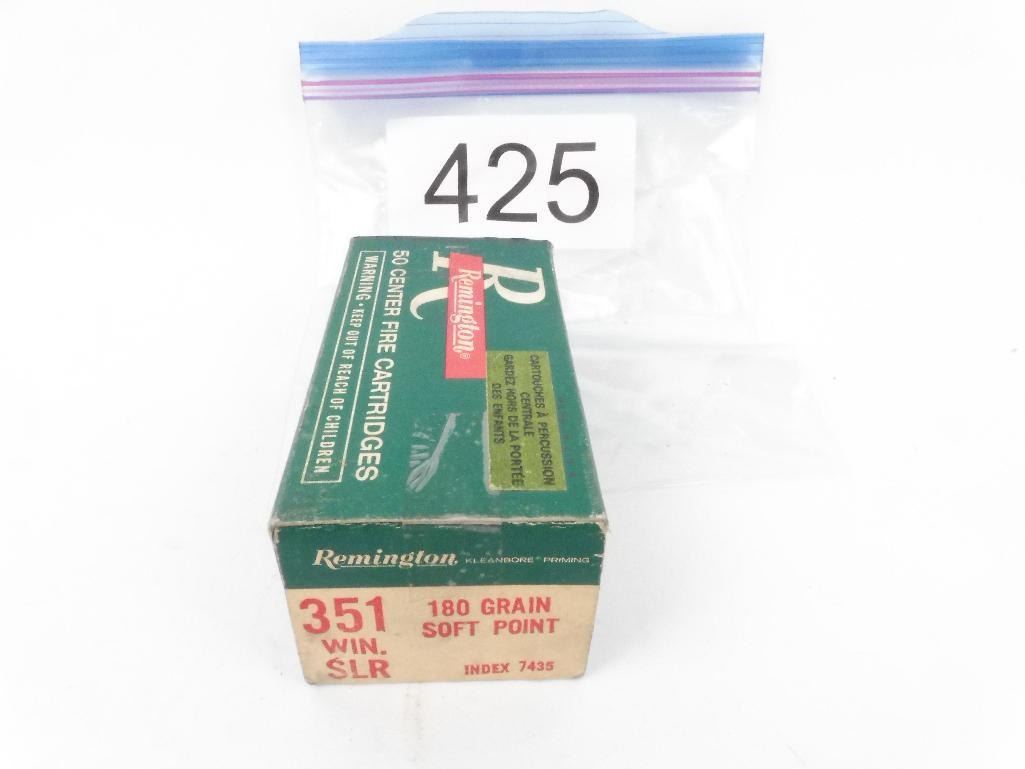 425
R
Remington®
50 CENTER FIRE CARTRIDGES
WARNING • KEEP OUT OF REACH OF CHILDREN
CARTOUCHES À PERCUSSION
CENTRALE
GARDEZ HORS DE LA PORTÉE
DES ENFANTS
Remington® KLEANBORE® PRIMING
351
WIN.
SLR
180 GRAIN
SOFT POINT
INDEX 7435